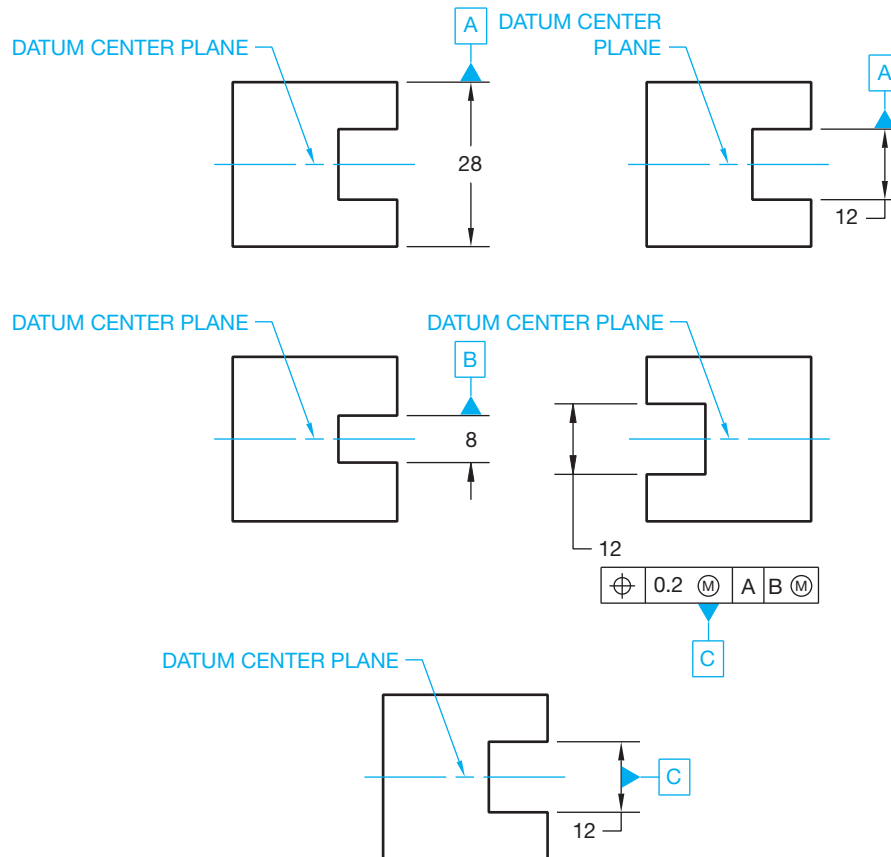 A
DATUM CENTER PLANE
28
DATUM CENTER
PLANE
A
12
DATUM CENTER PLANE
B
8
DATUM CENTER PLANE
12
⌖ 0.2 Ⓜ A B Ⓜ
C
DATUM CENTER PLANE
C
12